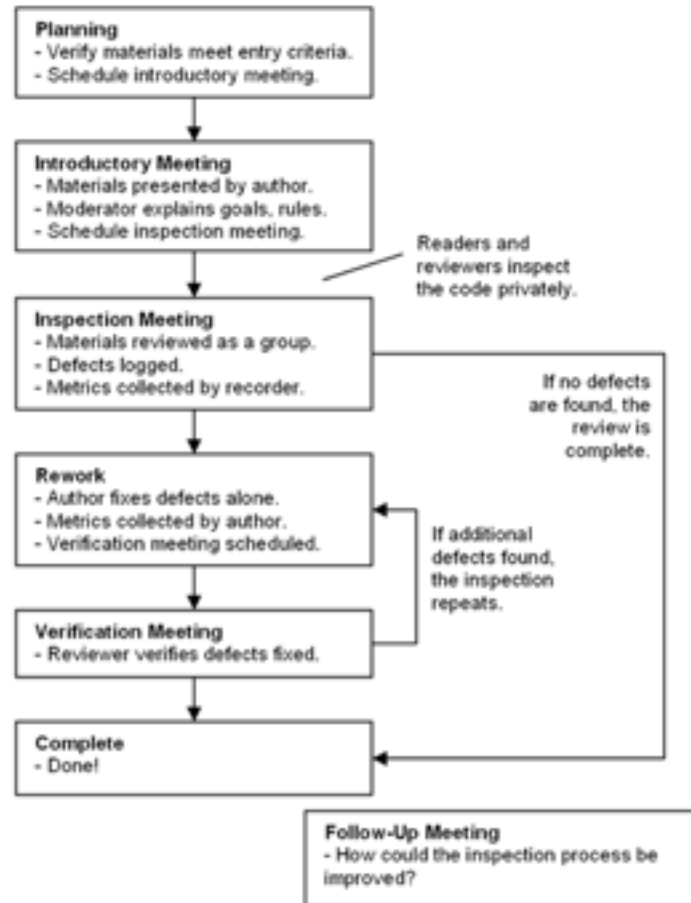 Planning
- Verify materials meet entry criteria.
- Schedule introductory meeting.
Introductory Meeting
- Materials presented by author.
- Moderator explains goals, rules.
- Schedule inspection meeting.
Readers and
reviewers inspect
the code privately.
Inspection Meeting
- Materials reviewed as a group.
- Defects logged.
- Metrics collected by recorder.
If no defects
are found, the
review is
complete.
Rework
- Author fixes defects alone.
- Metrics collected by author.
- Verification meeting scheduled.
If additional
defects found,
the inspection
repeats.
Verification Meeting
- Reviewer verifies defects fixed.
Complete
- Done!
Follow-Up Meeting
- How could the inspection process be
improved?